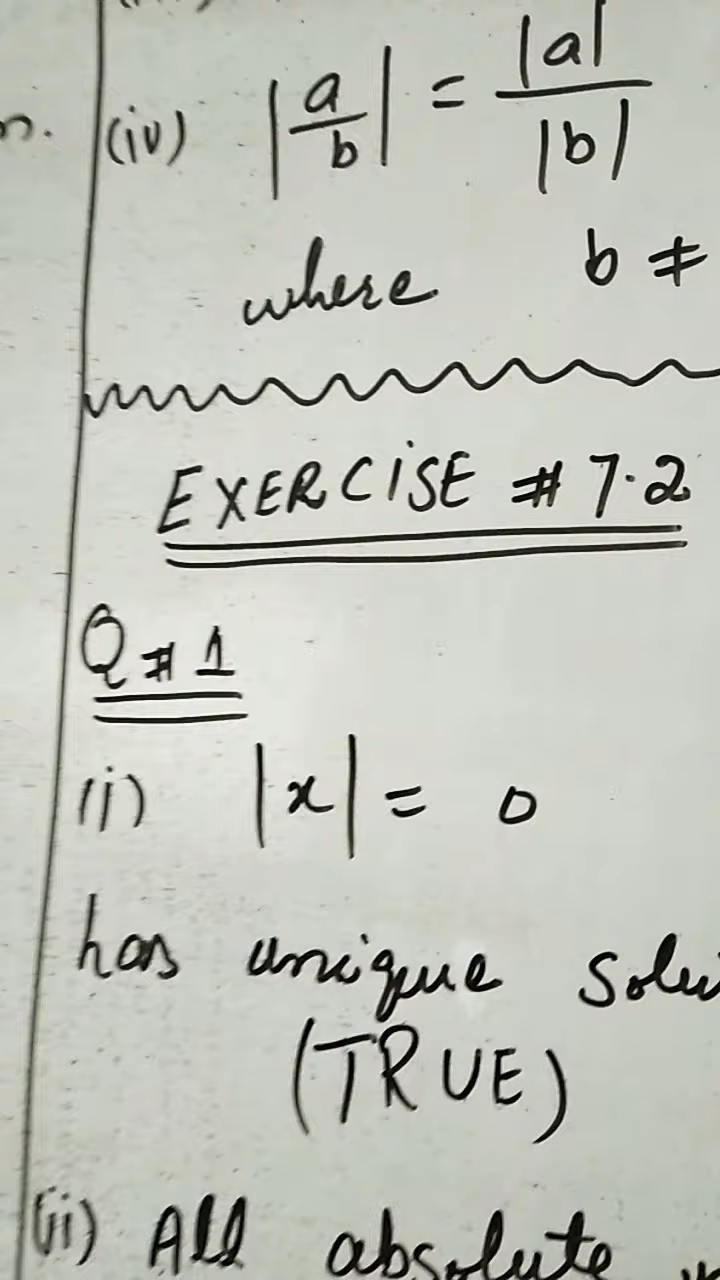 (iv) |a/b| = |a|/|b|
where b ≠
EXERCISE # 7.2
Q # 1
(i) |x| = 0
has unique
(TRUE)
(ii) All absolute